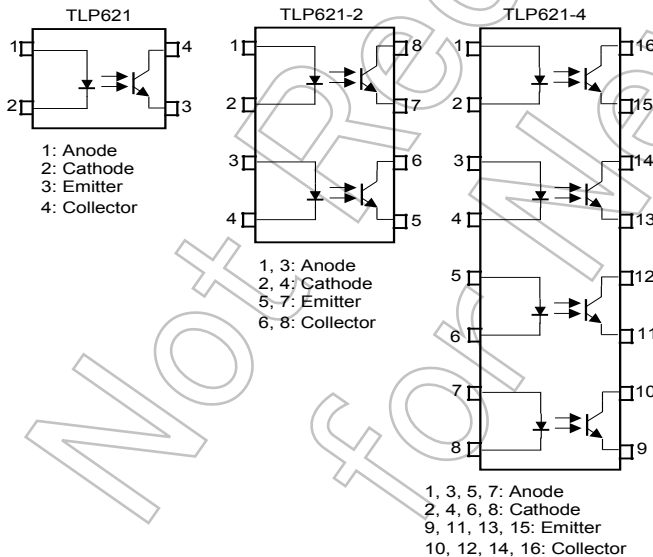 TLP621
1
4
2
3
1: Anode
2: Cathode
3: Emitter
4: Collector
TLP621-2
1
8
2
7
3
6
4
5
1, 3: Anode
2, 4: Cathode
5, 7: Emitter
6, 8: Collector
TLP621-4
1
16
2
15
3
14
4
13
5
12
6
11
7
10
8
9
1, 3, 5, 7: Anode
2, 4, 6, 8: Cathode
9, 11, 13, 15: Emitter
10, 12, 14, 16: Collector
Not
for